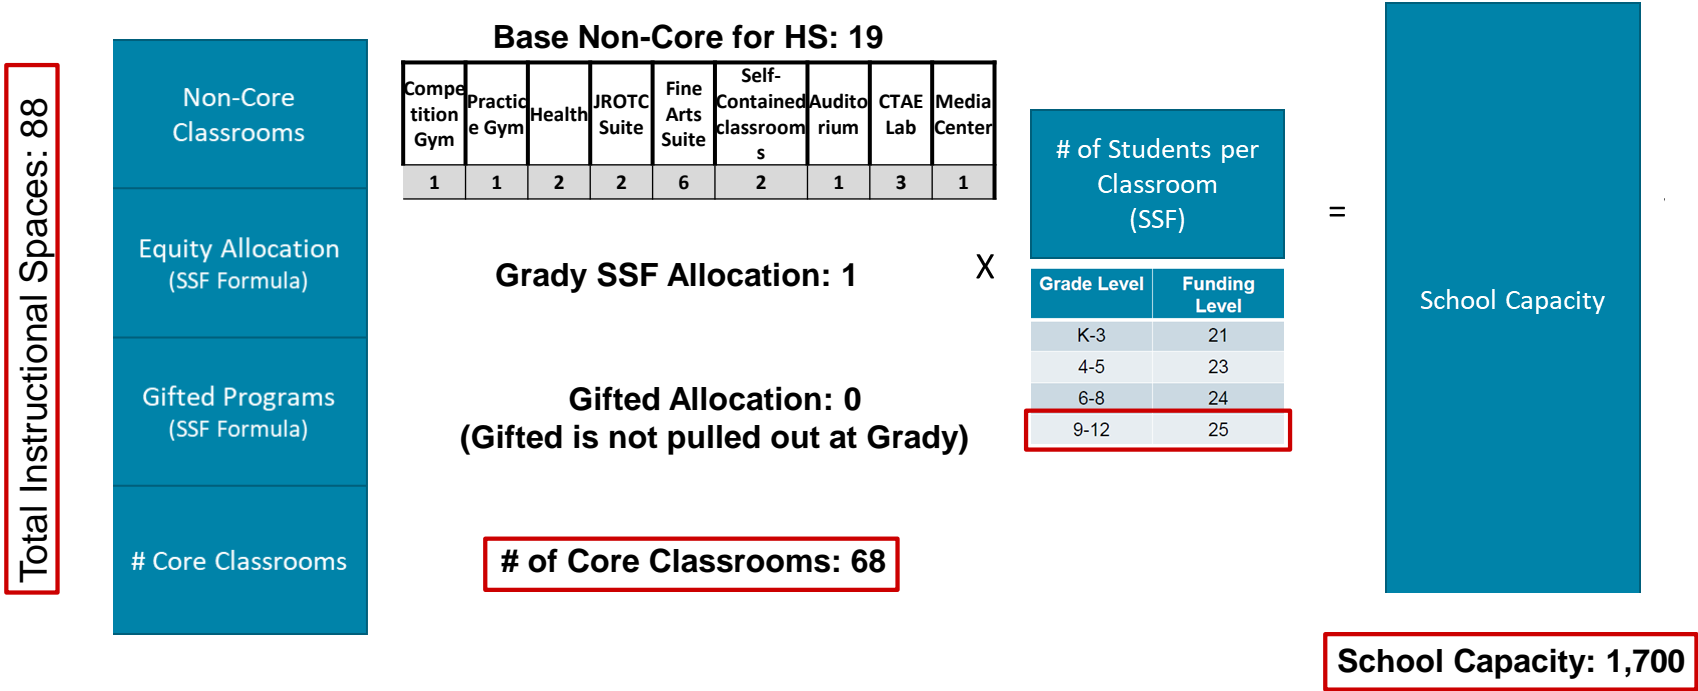 Total Instructional Spaces: 88
Non-Core
Classrooms
Equity Allocation
(SSF Formula)
Gifted Programs
(SSF Formula)
# Core Classrooms
Base Non-Core for HS: 19
Compe
tition
Gym
Practic
e Gym
Health
JROTC
Suite
Fine
Arts
Suite
Self-
Contained
classroom
s
Audito
rium
CTAE
Lab
Media
Center
1 1 2 2 6 2 1 3 1
Grady SSF Allocation: 1
Gifted Allocation: 0
(Gifted is not pulled out at Grady)
# of Core Classrooms: 68
X
# of Students per
Classroom
(SSF)
Grade Level Funding
Level
K-3 21
4-5 23
6-8 24
9-12 25
=
School Capacity
School Capacity: 1,700